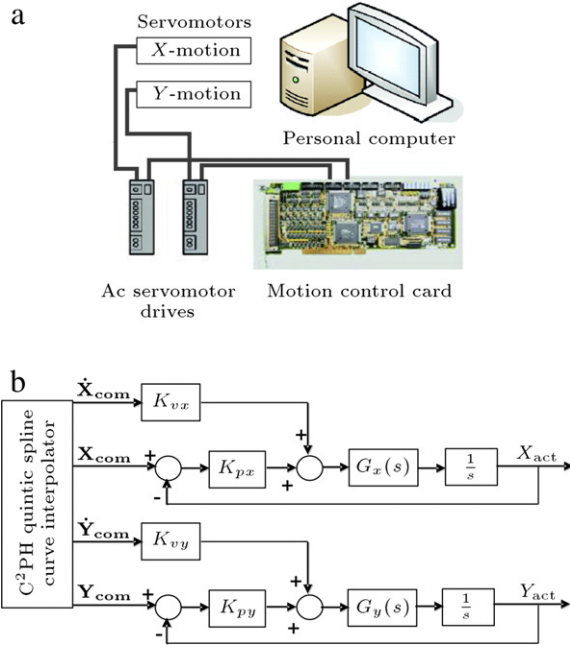 a
Servomotors
X-motion
Y-motion
Personal computer
Ac servomotor
drives
Motion control card
b
C²PH quintic spline
curve interpolator
Ẋcom
Kvx
+
Xcom
+
-
Kpx
+
Gx(s)
1/s
Xact
Ẏcom
Kvy
+
Ycom
+
-
Kpy
+
Gy(s)
1/s
Yact